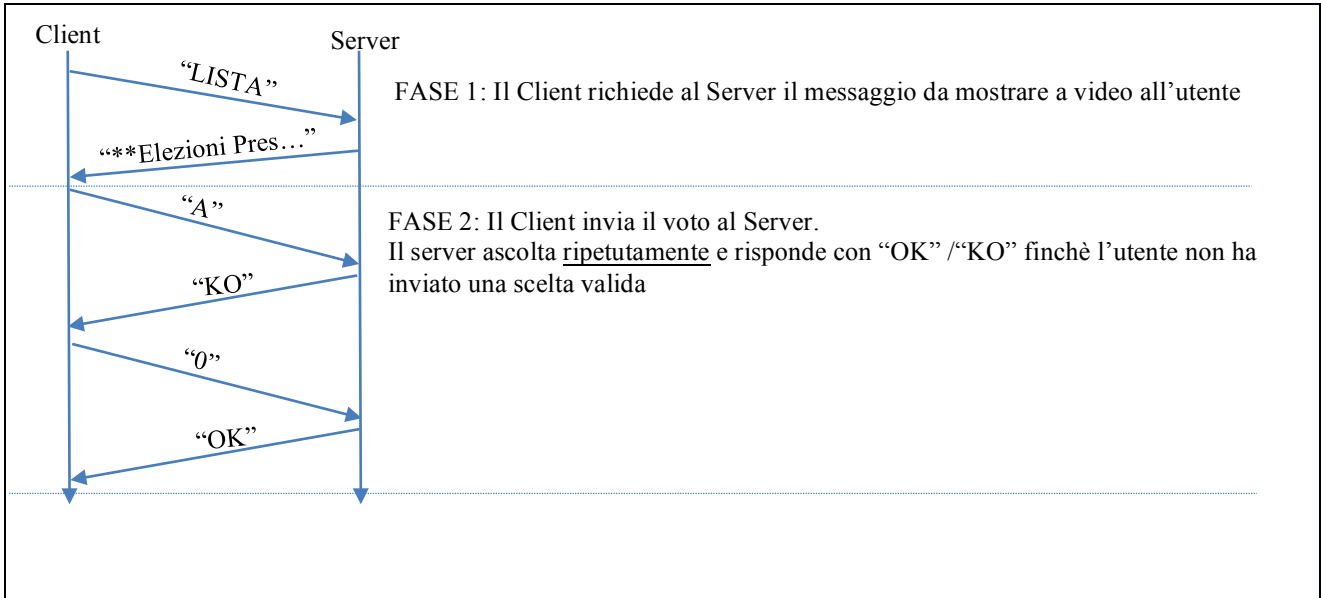 Client
Server
“LISTA”
FASE 1: Il Client richiede al Server il messaggio da mostrare a video all’utente
“**Elezioni Pres…”
“A”
FASE 2: Il Client invia il voto al Server.
Il server ascolta ripetutamente e risponde con “OK” /“KO” finchè l’utente non ha
inviato una scelta valida
“KO”
“0”
“OK”